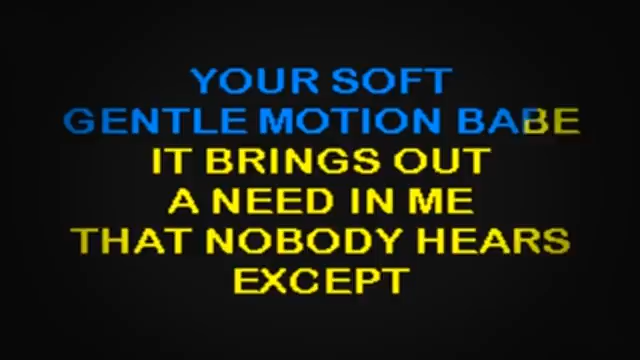 YOUR SOFT
GENTLE MOTION BABE
IT BRINGS OUT
A NEED IN ME
THAT NOBODY HEARS
EXCEPT